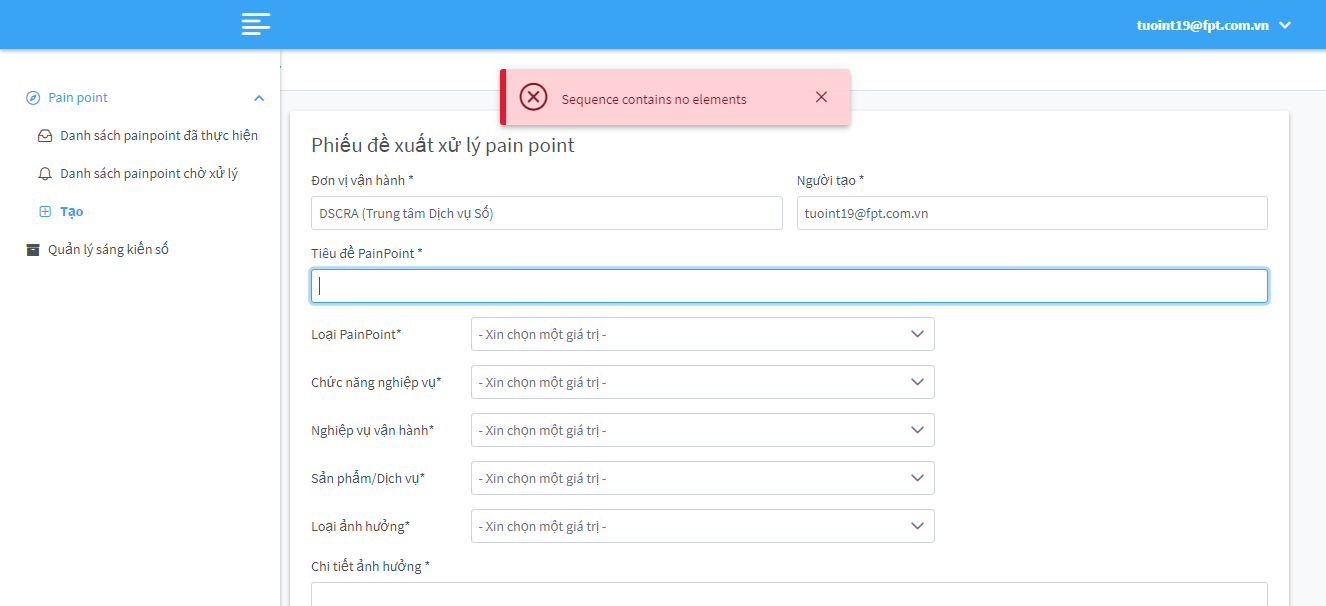 tuoint19@fpt.com.vn
Sequence contains no elements
Pain point
Danh sách painpoint đã thực hiện
Danh sách painpoint chờ xử lý
Tạo
Quản lý sáng kiến số
Phiếu đề xuất xử lý pain point
Đơn vị vận hành * Người tạo *
DSCRA (Trung tâm Dịch vụ Số) tuoint19@fpt.com.vn
Tiêu đề PainPoint *
Loại PainPoint* - Xin chọn một giá trị -
Chức năng nghiệp vụ* - Xin chọn một giá trị -
Nghiệp vụ vận hành* - Xin chọn một giá trị -
Sản phẩm/Dịch vụ* - Xin chọn một giá trị -
Loại ảnh hưởng* - Xin chọn một giá trị -
Chi tiết ảnh hưởng *